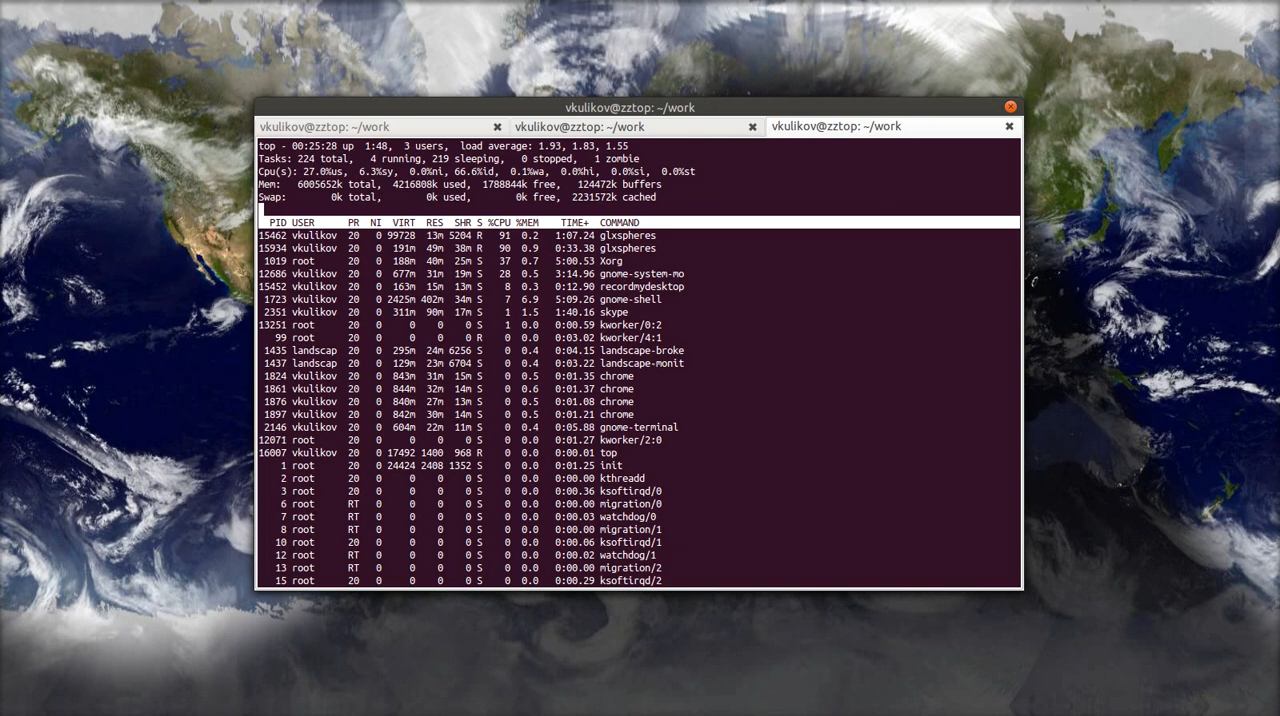 vkulikov@zztop: ~/work
vkulikov@zztop: ~/work ✖ vkulikov@zztop: ~/work ✖ vkulikov@zztop: ~/work ✖
top - 00:25:28 up  1:48,  3 users,  load average: 1.93, 1.83, 1.55
Tasks: 224 total,   4 running, 219 sleeping,   0 stopped,   1 zombie
Cpu(s): 27.0%us,  6.3%sy,  0.0%ni, 66.6%id,  0.1%wa,  0.0%hi,  0.0%si,  0.0%st
Mem:   6005652k total,  4216808k used,  1788844k free,   124472k buffers
Swap:        0k total,        0k used,        0k free,  2231572k cached
PID USER      PR  NI  VIRT  RES  SHR S %CPU %MEM    TIME+  COMMAND
15462 vkulikov  20   0 99728  13m 5204 R   91  0.2   1:07.24 glxspheres
15934 vkulikov  20   0  191m  49m  38m R   90  0.9   0:33.38 glxspheres
1019 root      20   0  188m  40m  25m S   37  0.7   5:00.53 Xorg
12686 vkulikov  20   0  677m  31m  19m S   28  0.5   3:14.96 gnome-system-mo
15452 vkulikov  20   0  163m  15m  13m S    8  0.3   0:12.90 recordmydesktop
1723 vkulikov  20   0 2425m 402m  34m S    7  6.9   5:09.26 gnome-shell
2351 vkulikov  20   0  311m  90m  17m S    1  1.5   1:40.16 skype
13251 root      20   0     0    0    0 S    1  0.0   0:00.59 kworker/0:2
99 root      20   0     0    0    0 R    0  0.0   0:03.02 kworker/4:1
1435 landscap  20   0  295m  24m 6256 S    0  0.4   0:04.15 landscape-broke
1437 landscap  20   0  129m  23m 6704 S    0  0.4   0:03.22 landscape-monit
1824 vkulikov  20   0  843m  31m  15m S    0  0.5   0:01.35 chrome
1861 vkulikov  20   0  844m  32m  14m S    0  0.6   0:01.37 chrome
1876 vkulikov  20   0  840m  27m  13m S    0  0.5   0:01.08 chrome
1897 vkulikov  20   0  842m  30m  14m S    0  0.5   0:01.21 chrome
2146 vkulikov  20   0  604m  22m  11m S    0  0.4   0:05.88 gnome-terminal
12071 root      20   0     0    0    0 S    0  0.0   0:01.27 kworker/2:0
16007 vkulikov  20   0 17492 1400  968 R    0  0.0   0:00.01 top
1 root      20   0 24424 2408 1352 S    0  0.0   0:01.25 init
2 root      20   0     0    0    0 S    0  0.0   0:00.00 kthreadd
3 root      20   0     0    0    0 S    0  0.0   0:00.36 ksoftirqd/0
6 root      RT   0     0    0    0 S    0  0.0   0:00.00 migration/0
7 root      RT   0     0    0    0 S    0  0.0   0:00.03 watchdog/0
8 root      RT   0     0    0    0 S    0  0.0   0:00.00 migration/1
10 root      20   0     0    0    0 S    0  0.0   0:00.06 ksoftirqd/1
12 root      RT   0     0    0    0 S    0  0.0   0:00.02 watchdog/1
13 root      RT   0     0    0    0 S    0  0.0   0:00.00 migration/2
15 root      20   0     0    0    0 S    0  0.0   0:00.29 ksoftirqd/2